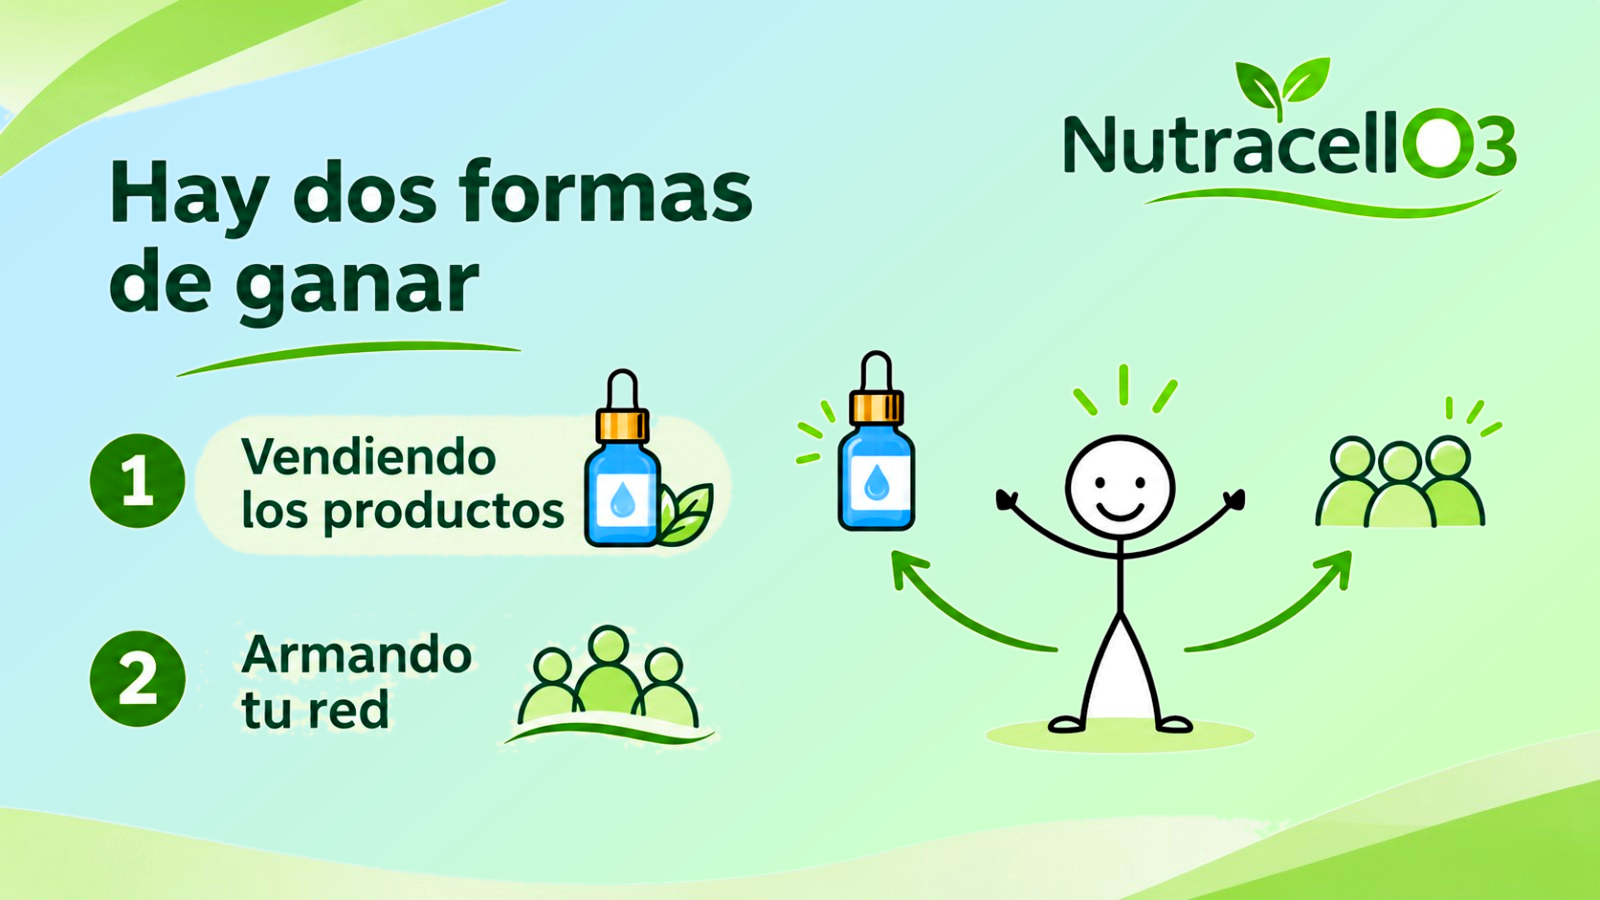 NutracellO3
Hay dos formas
de ganar
1
Vendiendo
los productos
2
Armando
tu red